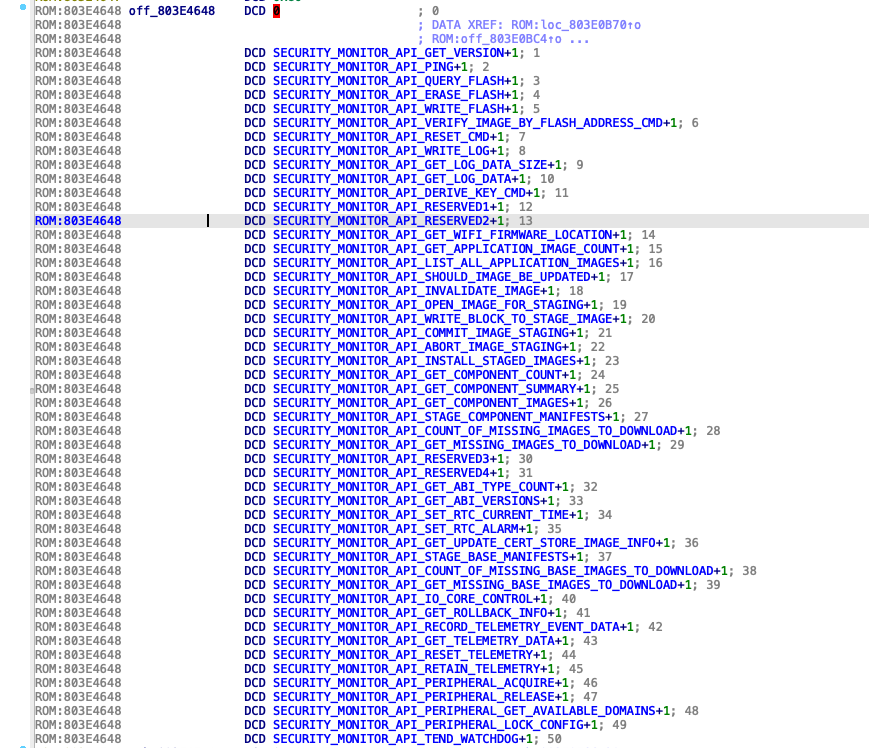 ROM:803E4648 off_803E4648 DCD 0 ; 0
ROM:803E4648 ; DATA XREF: ROM:loc_803E0B70↑o
ROM:803E4648 ; ROM:off_803E0BC4↑o ...
ROM:803E4648 DCD SECURITY_MONITOR_API_GET_VERSION+1; 1
ROM:803E4648 DCD SECURITY_MONITOR_API_PING+1; 2
ROM:803E4648 DCD SECURITY_MONITOR_API_QUERY_FLASH+1; 3
ROM:803E4648 DCD SECURITY_MONITOR_API_ERASE_FLASH+1; 4
ROM:803E4648 DCD SECURITY_MONITOR_API_WRITE_FLASH+1; 5
ROM:803E4648 DCD SECURITY_MONITOR_API_VERIFY_IMAGE_BY_FLASH_ADDRESS_CMD+1; 6
ROM:803E4648 DCD SECURITY_MONITOR_API_RESET_CMD+1; 7
ROM:803E4648 DCD SECURITY_MONITOR_API_WRITE_LOG+1; 8
ROM:803E4648 DCD SECURITY_MONITOR_API_GET_LOG_DATA_SIZE+1; 9
ROM:803E4648 DCD SECURITY_MONITOR_API_GET_LOG_DATA+1; 10
ROM:803E4648 DCD SECURITY_MONITOR_API_DERIVE_KEY_CMD+1; 11
ROM:803E4648 DCD SECURITY_MONITOR_API_RESERVED1+1; 12
ROM:803E4648 DCD SECURITY_MONITOR_API_RESERVED2+1; 13
ROM:803E4648 DCD SECURITY_MONITOR_API_GET_WIFI_FIRMWARE_LOCATION+1; 14
ROM:803E4648 DCD SECURITY_MONITOR_API_GET_APPLICATION_IMAGE_COUNT+1; 15
ROM:803E4648 DCD SECURITY_MONITOR_API_LIST_ALL_APPLICATION_IMAGES+1; 16
ROM:803E4648 DCD SECURITY_MONITOR_API_SHOULD_IMAGE_BE_UPDATED+1; 17
ROM:803E4648 DCD SECURITY_MONITOR_API_INVALIDATE_IMAGE+1; 18
ROM:803E4648 DCD SECURITY_MONITOR_API_OPEN_IMAGE_FOR_STAGING+1; 19
ROM:803E4648 DCD SECURITY_MONITOR_API_WRITE_BLOCK_TO_STAGE_IMAGE+1; 20
ROM:803E4648 DCD SECURITY_MONITOR_API_COMMIT_IMAGE_STAGING+1; 21
ROM:803E4648 DCD SECURITY_MONITOR_API_ABORT_IMAGE_STAGING+1; 22
ROM:803E4648 DCD SECURITY_MONITOR_API_INSTALL_STAGED_IMAGES+1; 23
ROM:803E4648 DCD SECURITY_MONITOR_API_GET_COMPONENT_COUNT+1; 24
ROM:803E4648 DCD SECURITY_MONITOR_API_GET_COMPONENT_SUMMARY+1; 25
ROM:803E4648 DCD SECURITY_MONITOR_API_GET_COMPONENT_IMAGES+1; 26
ROM:803E4648 DCD SECURITY_MONITOR_API_STAGE_COMPONENT_MANIFESTS+1; 27
ROM:803E4648 DCD SECURITY_MONITOR_API_COUNT_OF_MISSING_IMAGES_TO_DOWNLOAD+1; 28
ROM:803E4648 DCD SECURITY_MONITOR_API_GET_MISSING_IMAGES_TO_DOWNLOAD+1; 29
ROM:803E4648 DCD SECURITY_MONITOR_API_RESERVED3+1; 30
ROM:803E4648 DCD SECURITY_MONITOR_API_RESERVED4+1; 31
ROM:803E4648 DCD SECURITY_MONITOR_API_GET_ABI_TYPE_COUNT+1; 32
ROM:803E4648 DCD SECURITY_MONITOR_API_GET_ABI_VERSIONS+1; 33
ROM:803E4648 DCD SECURITY_MONITOR_API_SET_RTC_CURRENT_TIME+1; 34
ROM:803E4648 DCD SECURITY_MONITOR_API_SET_RTC_ALARM+1; 35
ROM:803E4648 DCD SECURITY_MONITOR_API_GET_UPDATE_CERT_STORE_IMAGE_INFO+1; 36
ROM:803E4648 DCD SECURITY_MONITOR_API_STAGE_BASE_MANIFESTS+1; 37
ROM:803E4648 DCD SECURITY_MONITOR_API_COUNT_OF_MISSING_BASE_IMAGES_TO_DOWNLOAD+1; 38
ROM:803E4648 DCD SECURITY_MONITOR_API_GET_MISSING_BASE_IMAGES_TO_DOWNLOAD+1; 39
ROM:803E4648 DCD SECURITY_MONITOR_API_IO_CORE_CONTROL+1; 40
ROM:803E4648 DCD SECURITY_MONITOR_API_GET_ROLLBACK_INFO+1; 41
ROM:803E4648 DCD SECURITY_MONITOR_API_RECORD_TELEMETRY_EVENT_DATA+1; 42
ROM:803E4648 DCD SECURITY_MONITOR_API_GET_TELEMETRY_DATA+1; 43
ROM:803E4648 DCD SECURITY_MONITOR_API_RESET_TELEMETRY+1; 44
ROM:803E4648 DCD SECURITY_MONITOR_API_RETAIN_TELEMETRY+1; 45
ROM:803E4648 DCD SECURITY_MONITOR_API_PERIPHERAL_ACQUIRE+1; 46
ROM:803E4648 DCD SECURITY_MONITOR_API_PERIPHERAL_RELEASE+1; 47
ROM:803E4648 DCD SECURITY_MONITOR_API_PERIPHERAL_GET_AVAILABLE_DOMAINS+1; 48
ROM:803E4648 DCD SECURITY_MONITOR_API_PERIPHERAL_LOCK_CONFIG+1; 49
ROM:803E4648 DCD SECURITY_MONITOR_API_TEND_WATCHDOG+1; 50